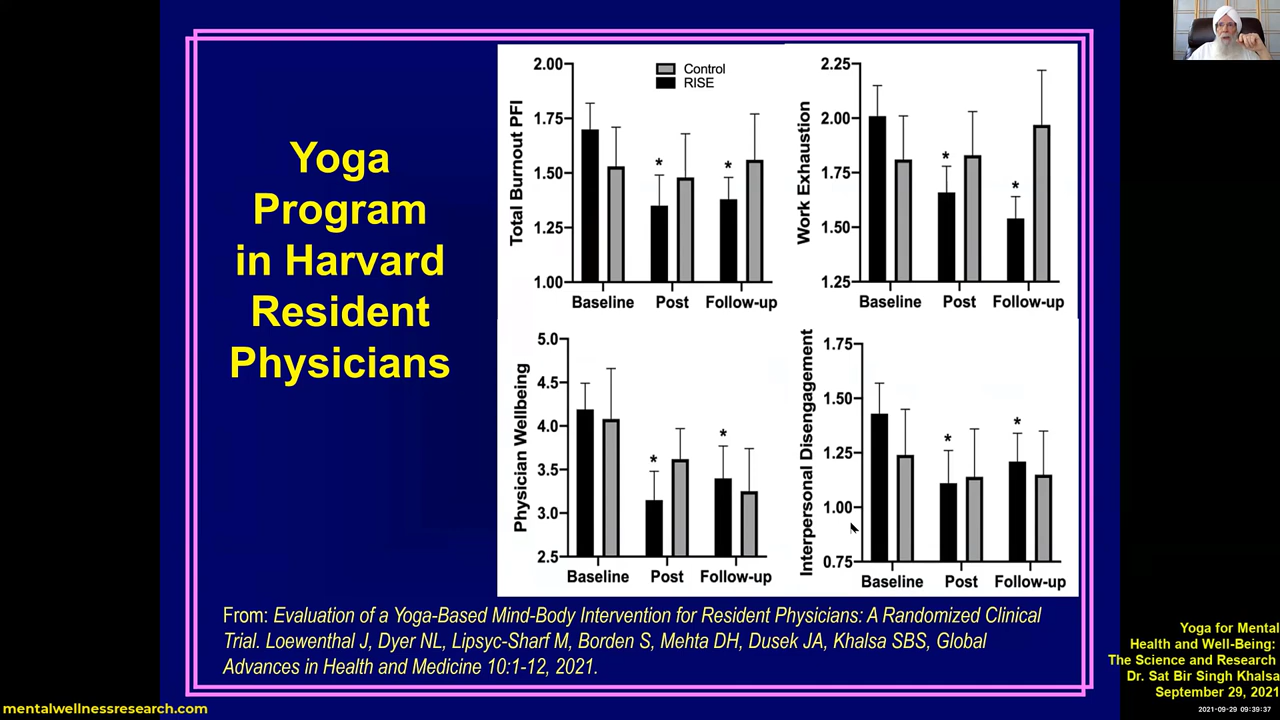 Yoga
Program
in Harvard
Resident
Physicians
Total Burnout PFI
2.00
1.75
1.50
1.25
1.00
Control
RISE
*
*
Baseline
Post
Follow-up
Work Exhaustion
2.25
2.00
1.75
1.50
1.25
*
*
Baseline
Post
Follow-up
Physician Wellbeing
5.0
4.5
4.0
3.5
3.0
2.5
*
*
Baseline
Post
Follow-up
Interpersonal Disengagement
1.75
1.50
1.25
1.00
0.75
*
*
Baseline
Post
Follow-up
From: Evaluation of a Yoga-Based Mind-Body Intervention for Resident Physicians: A Randomized Clinical
Trial. Loewenthal J, Dyer NL, Lipsyc-Sharf M, Borden S, Mehta DH, Dusek JA, Khalsa SBS, Global
Advances in Health and Medicine 10:1-12, 2021.
mentalwellnessresearch.com
Yoga for Mental
Health and Well-Being:
The Science and Research
Dr. Sat Bir Singh Khalsa
September 29, 2021
2021-09-29 09:39:37